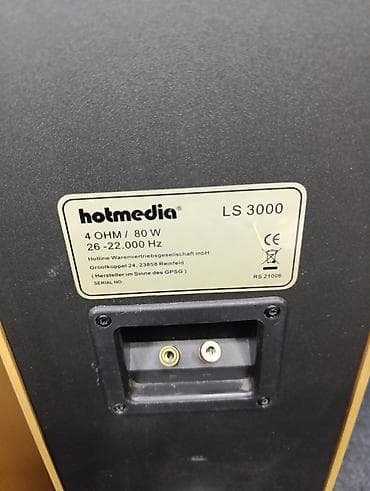 hotmedia® LS 3000
4 OHM / 80 W
26 -22.000 Hz
Hotline Warenvertriebsgesellschaft mbH
Grootkoppel 24, 23858 Reinfeld
( Hersteller im Sinne des GPSG )
SERIAL NO:
CE
RS 21006